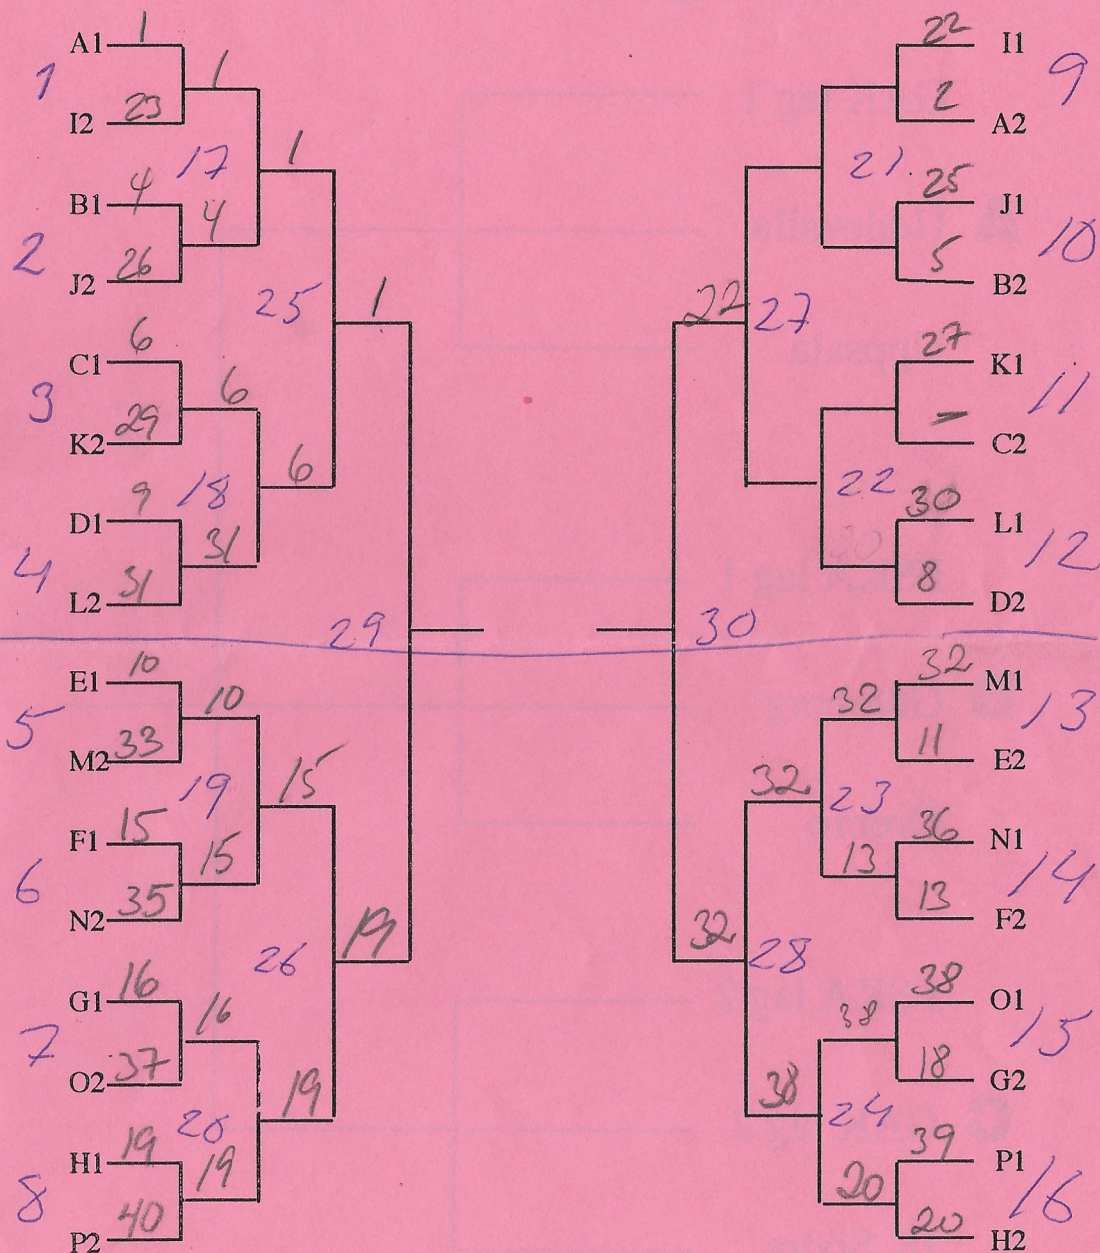 A1 1
1
1
I2 23
17
1
B1 4
4
2
J2 26
25
1
C1 6
6
3
K2 29
6
D1 9
18
31
4
L2 31
29
E1 10
10
5
M2 33
15
19
F1 15
15
6
N2 35
26
19
G1 16
16
7
O2 37
19
20
H1 19
19
8
P2 40
22 I1
9
2 A2
21
25 J1
10
5 B2
22
27
27 K1
11
7 C2
22
30 L1
12
8 D2
30
32 M1
32
13
11 E2
32
23
36 N1
13
14
13 F2
32
28
38 O1
38
15
18 G2
38
24
39 P1
20
16
20 H2